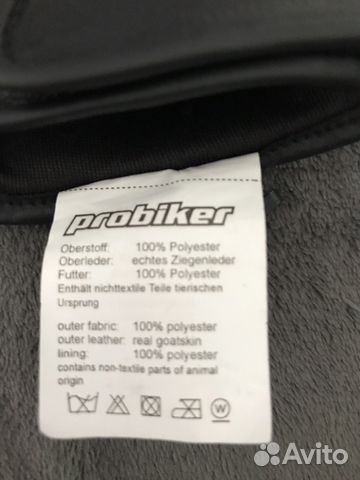 probiker
Oberstoff: 100% Polyester
Oberleder: echtes Ziegenleder
Futter: 100% Polyester
Enthält nichttextile Teile tierischen
Ursprung
outer fabric: 100% polyester
outer leather: real goatskin
lining: 100% polyester
contains non-textile parts of animal
origin
W
Avito